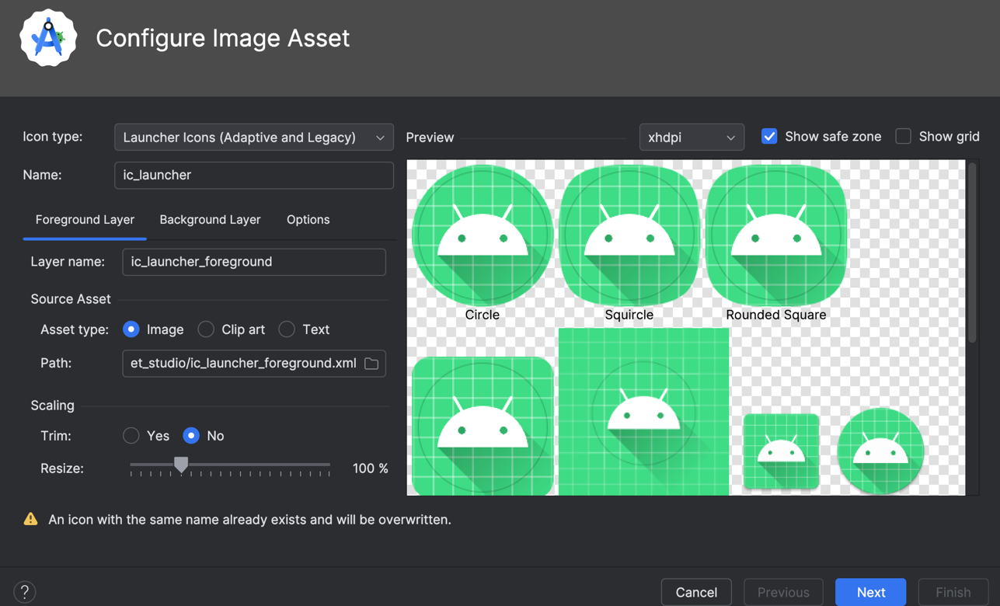 Configure Image Asset
Icon type: Launcher Icons (Adaptive and Legacy)
Name: ic_launcher
Foreground Layer Background Layer Options
Layer name: ic_launcher_foreground
Source Asset
Asset type: Image Clip art Text
Path: et_studio/ic_launcher_foreground.xml
Scaling
Trim: Yes No
Resize: 100 %
Preview xhdpi Show safe zone Show grid
Circle Squircle Rounded Square
An icon with the same name already exists and will be overwritten.
? Cancel Previous Next Finish